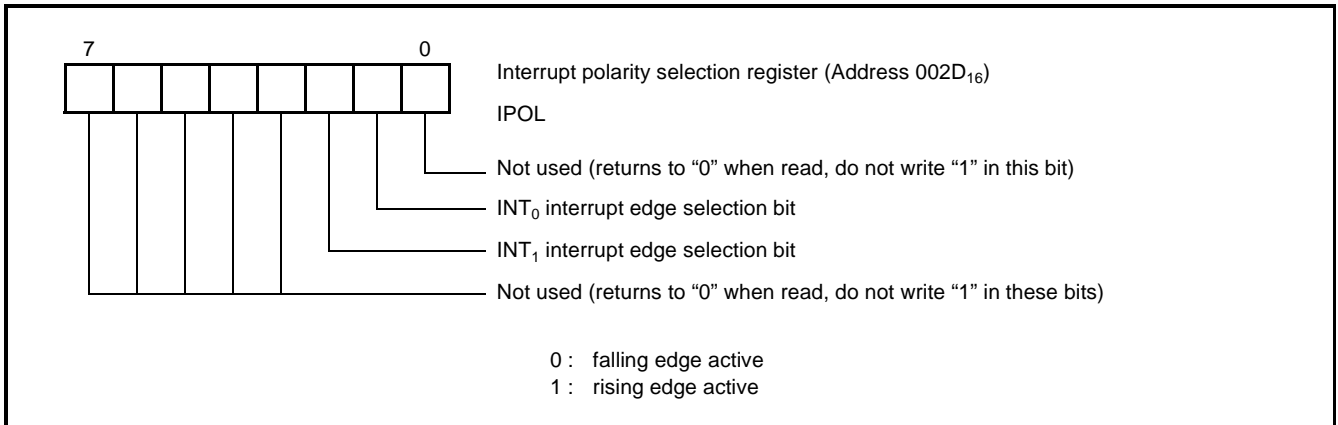 7 0
Interrupt polarity selection register (Address 002D₁₆)
IPOL
Not used (returns to “0” when read, do not write “1” in this bit)
INT₀ interrupt edge selection bit
INT₁ interrupt edge selection bit
Not used (returns to “0” when read, do not write “1” in these bits)
0 : falling edge active
1 : rising edge active